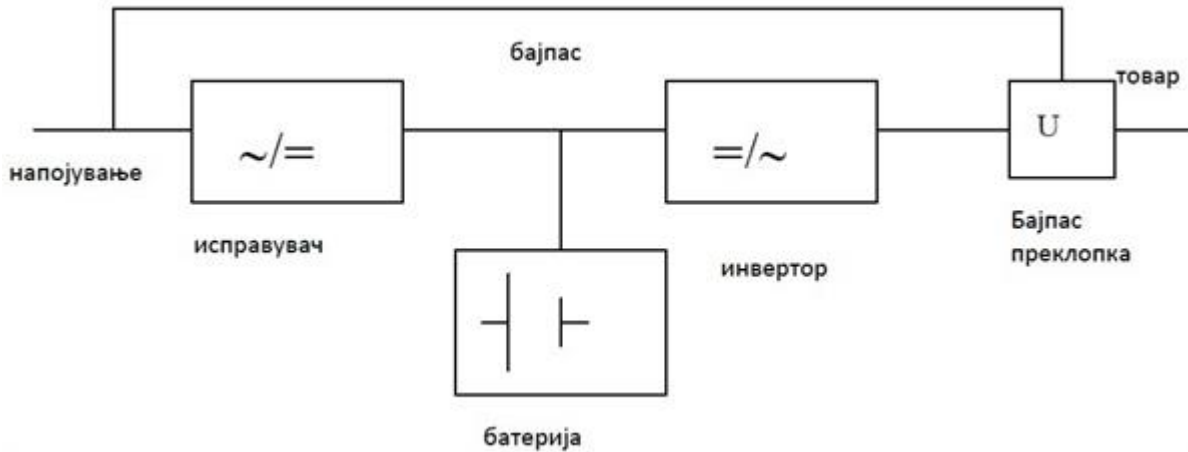 бајпас
товар
~/=
=/~
U
напојување
исправувач
инвертор
Бајпас
преклопка
батерија